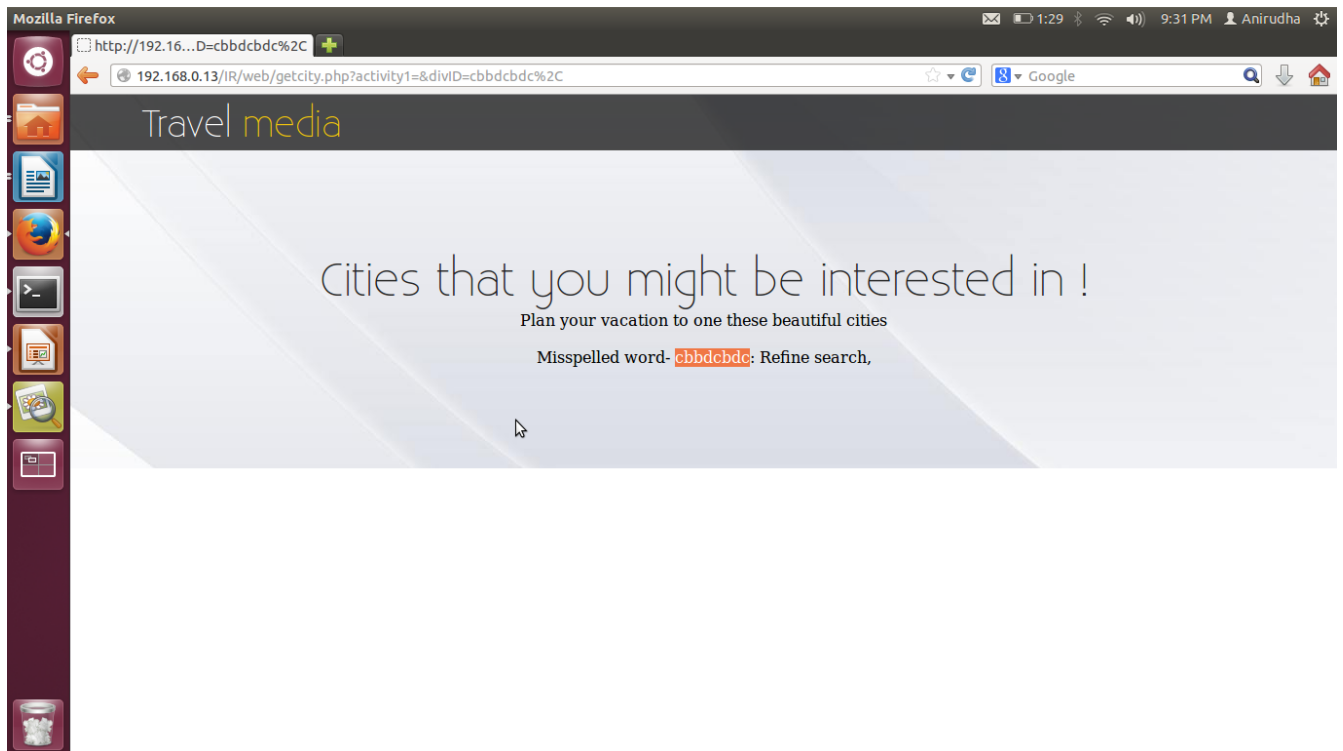 Mozilla Firefox
1:29
9:31 PM
Anirudha
http://192.16...D=cbbdcbdc%2C
192.168.0.13/IR/web/getcity.php?activity1=&divID=cbbdcbdc%2C
8
Google
Travel media
Cities that you might be interested in !
Plan your vacation to one these beautiful cities
Misspelled word- cbbdcbdc: Refine search,
>_